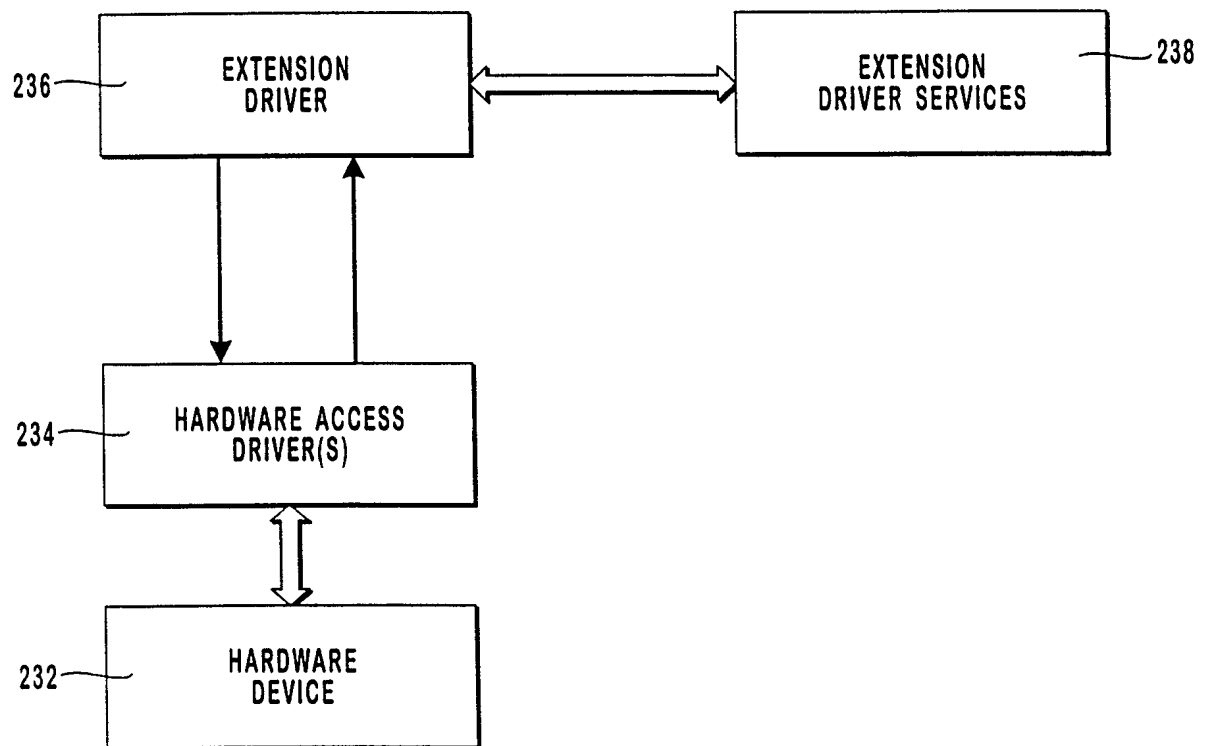 236
EXTENSION
DRIVER
EXTENSION
DRIVER SERVICES
238
234
HARDWARE ACCESS
DRIVER(S)
232
HARDWARE
DEVICE